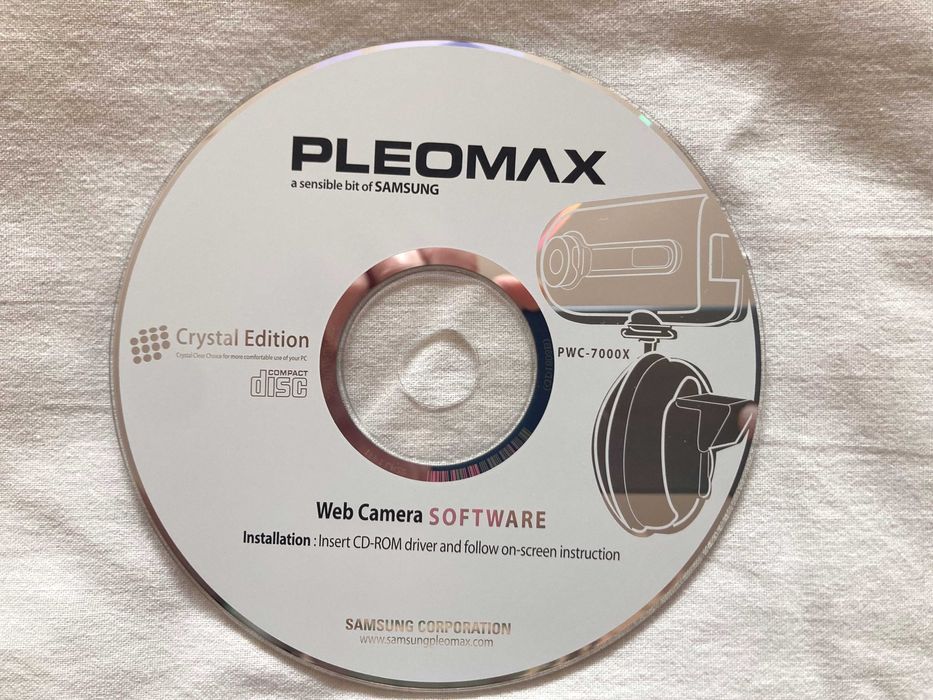 PLEOMAX
a sensible bit of SAMSUNG
PWC-7000X
Crystal Edition
Crystal Clear Choice for more comfortable use of your PC
COMPACT
disc
Web Camera SOFTWARE
Installation : Insert CD-ROM driver and follow on-screen instruction
SAMSUNG CORPORATION
www.samsungpleomax.com